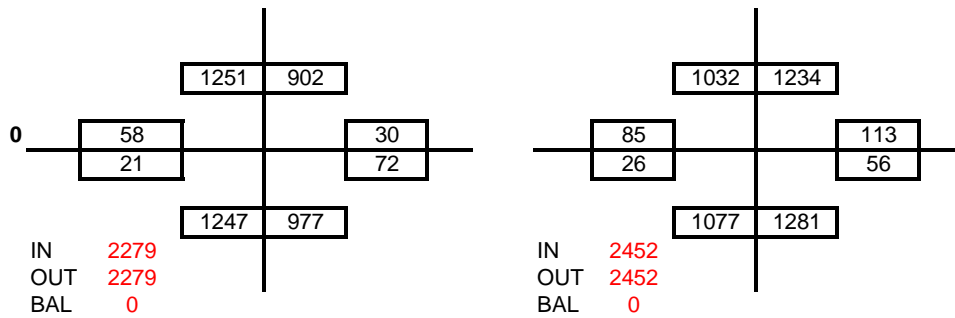 1251 902 1032 1234
0 58 30 85 113
21 72 26 56
1247 977 1077 1281
IN 2279 IN 2452
OUT 2279 OUT 2452
BAL 0 BAL 0